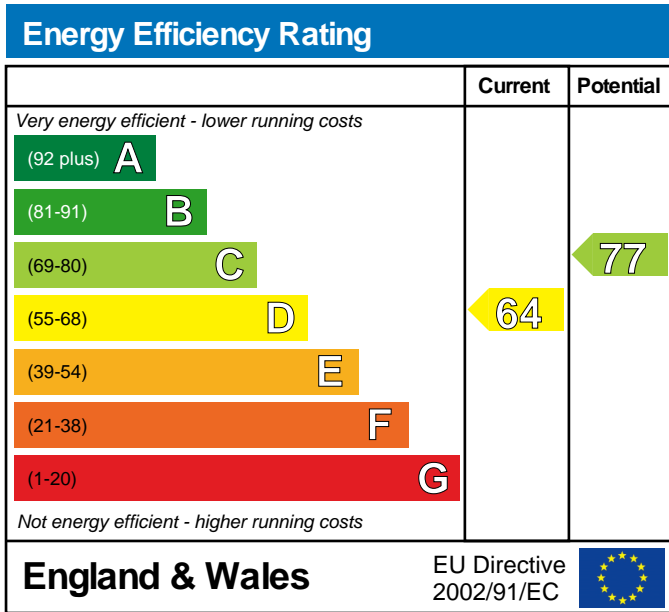 Energy Efficiency Rating
Current Potential
Very energy efficient - lower running costs
(92 plus) A
(81-91) B
(69-80) C
77
(55-68) D
64
(39-54) E
(21-38) F
(1-20) G
Not energy efficient - higher running costs
England & Wales
EU Directive
2002/91/EC